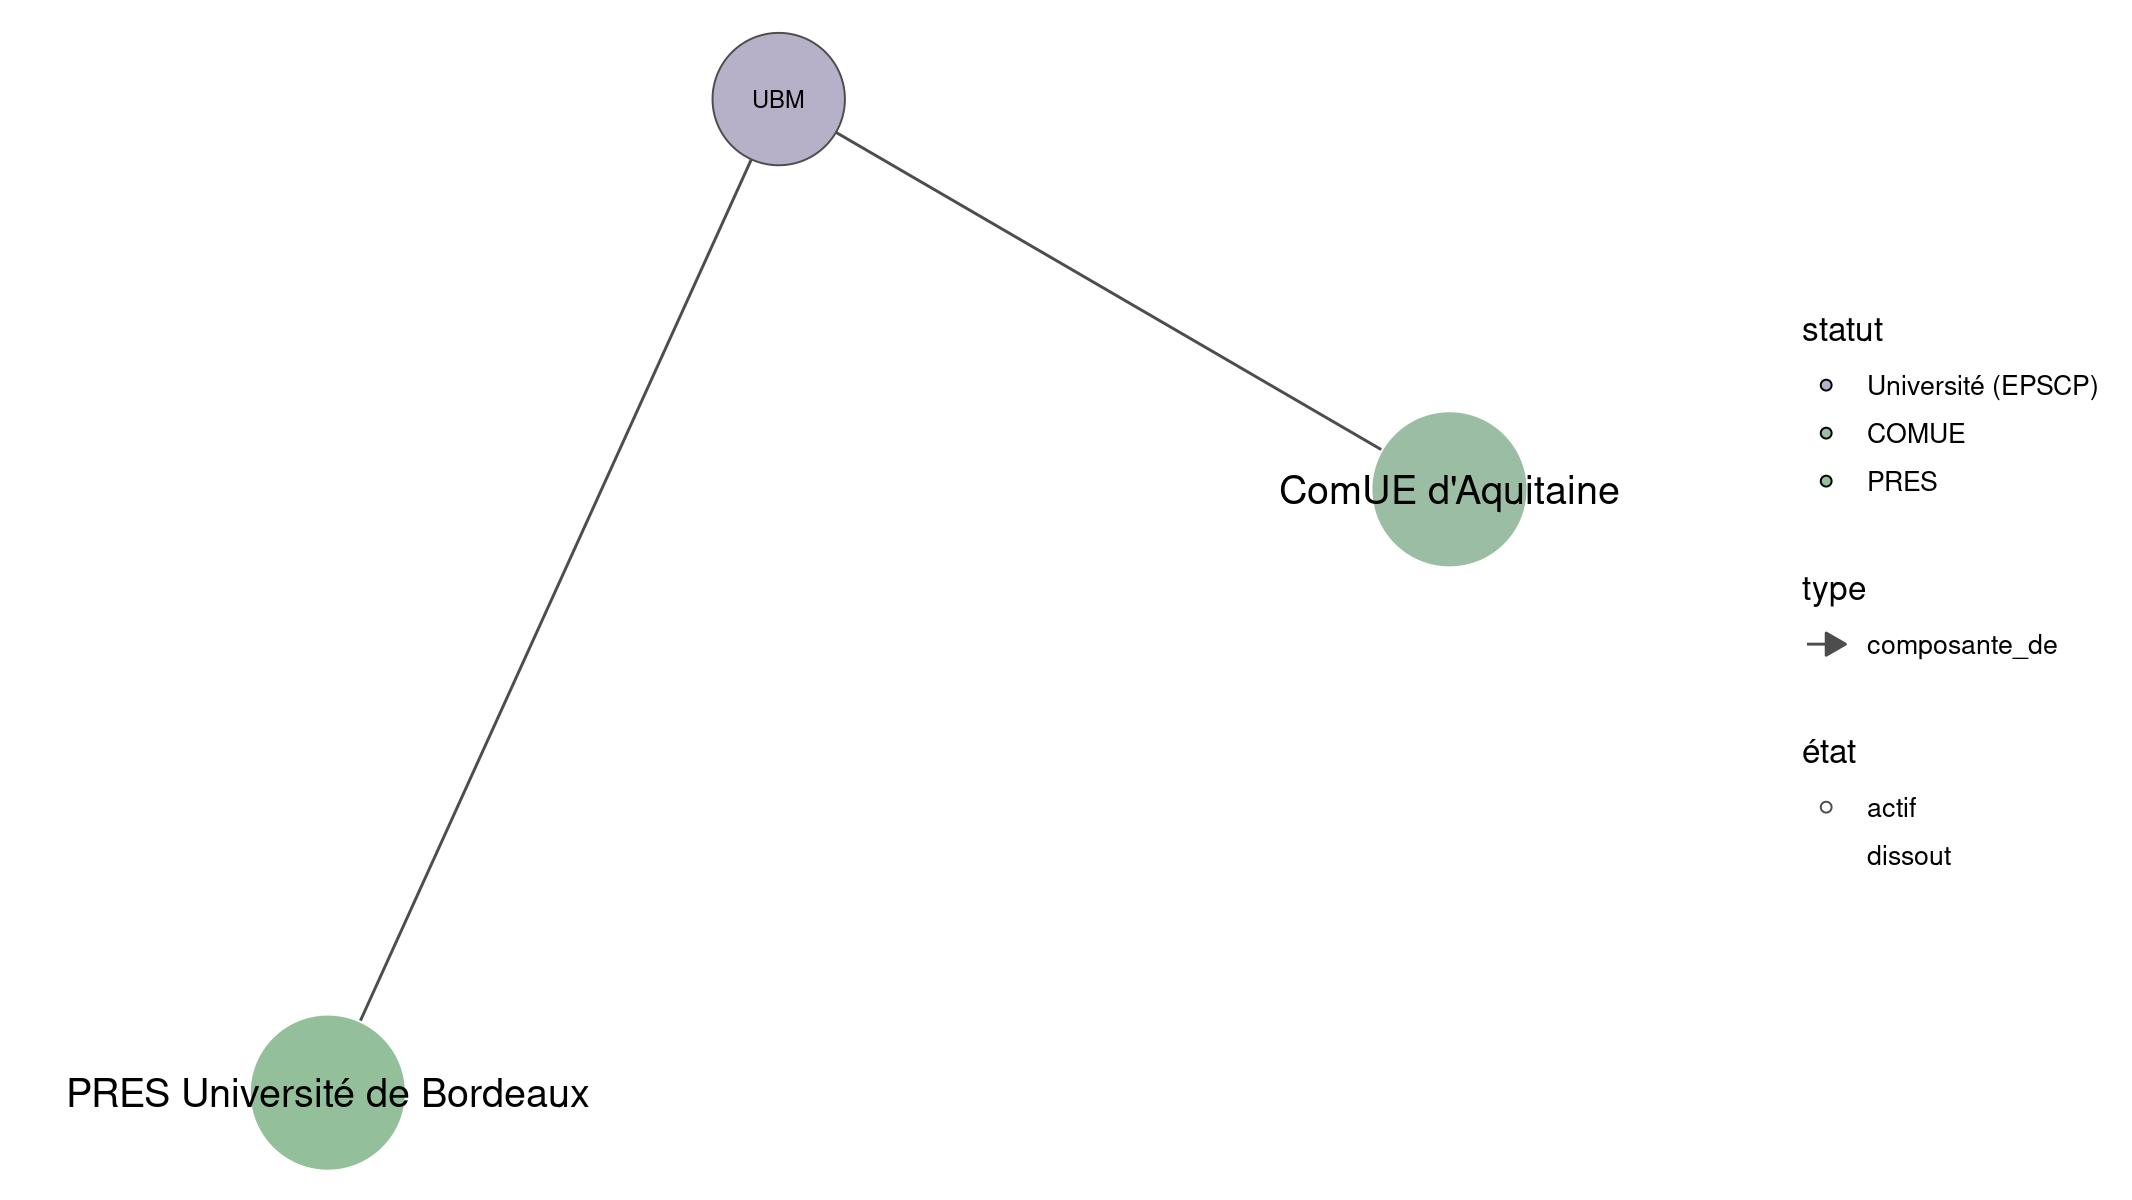 UBM
ComUE d'Aquitaine
PRES Université de Bordeaux
statut
Université (EPSCP)
COMUE
PRES
type
composante_de
état
actif
dissout